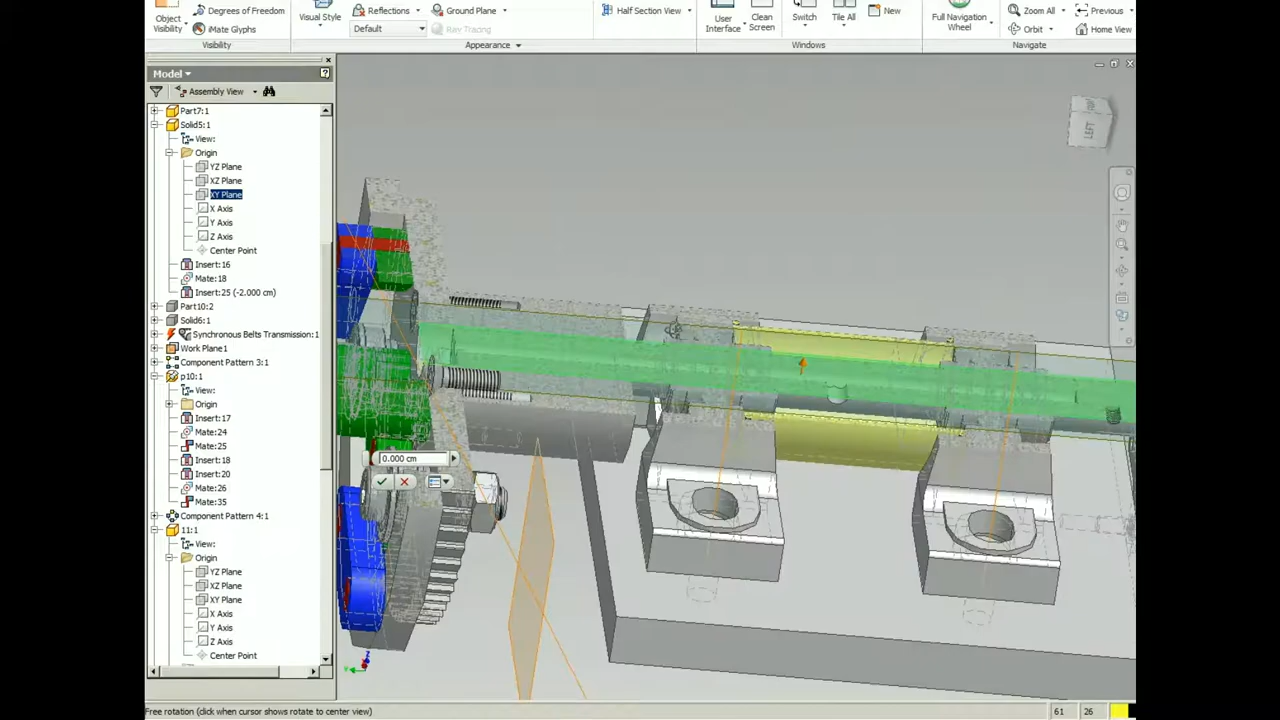 Object
Visibility
Degrees of Freedom
iMate Glyphs
Visibility
Visual Style
Reflections
Default
Ground Plane
Ray Tracing
Appearance
Half Section View
User
Interface
Clean
Screen
Switch
Tile All
New
Windows
Full Navigation
Wheel
Zoom All
Orbit
Previous
Home View
Navigate
Model
Assembly View
Part7:1
Solid5:1
View:
Origin
YZ Plane
XZ Plane
XY Plane
X Axis
Y Axis
Z Axis
Center Point
Insert:16
Mate:18
Insert:25 (-2.000 cm)
Part10:2
Solid6:1
Synchronous Belts Transmission:1
Work Plane1
Component Pattern 3:1
p10:1
View:
Origin
Insert:17
Mate:24
Mate:25
Insert:18
Insert:20
Mate:26
Mate:35
Component Pattern 4:1
11:1
View:
Origin
YZ Plane
XZ Plane
XY Plane
X Axis
Y Axis
Z Axis
Center Point
LEFT
0.000 cm
Free rotation (click when cursor shows rotate to center view)
61
26